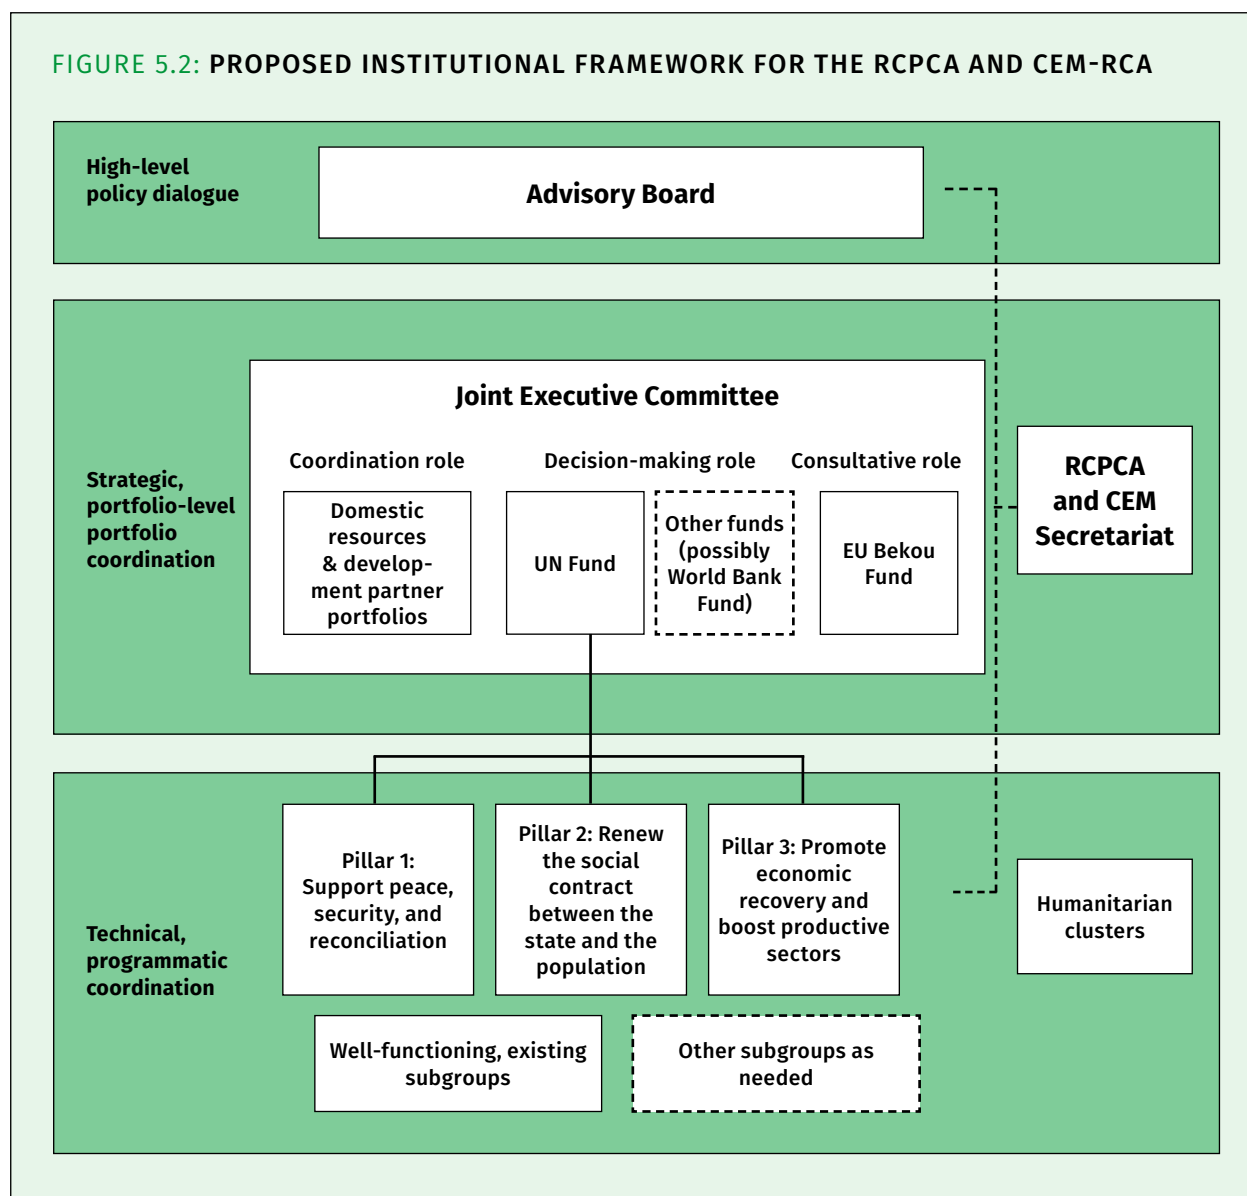 FIGURE 5.2: PROPOSED INSTITUTIONAL FRAMEWORK FOR THE RCPCA AND CEM-RCA
High-level
policy dialogue
Advisory Board
Strategic,
portfolio-level
portfolio
coordination
Joint Executive Committee
Coordination role
Domestic
resources
& develop-
ment partner
portfolios
Decision-making role
UN Fund
Other funds
(possibly
World Bank
Fund)
Consultative role
EU Bekou
Fund
RCPCA
and CEM
Secretariat
Technical,
programmatic
coordination
Pillar 1:
Support peace,
security, and
reconciliation
Pillar 2: Renew
the social
contract
between the
state and the
population
Pillar 3: Promote
economic
recovery and
boost productive
sectors
Humanitarian
clusters
Well-functioning, existing
subgroups
Other subgroups as
needed